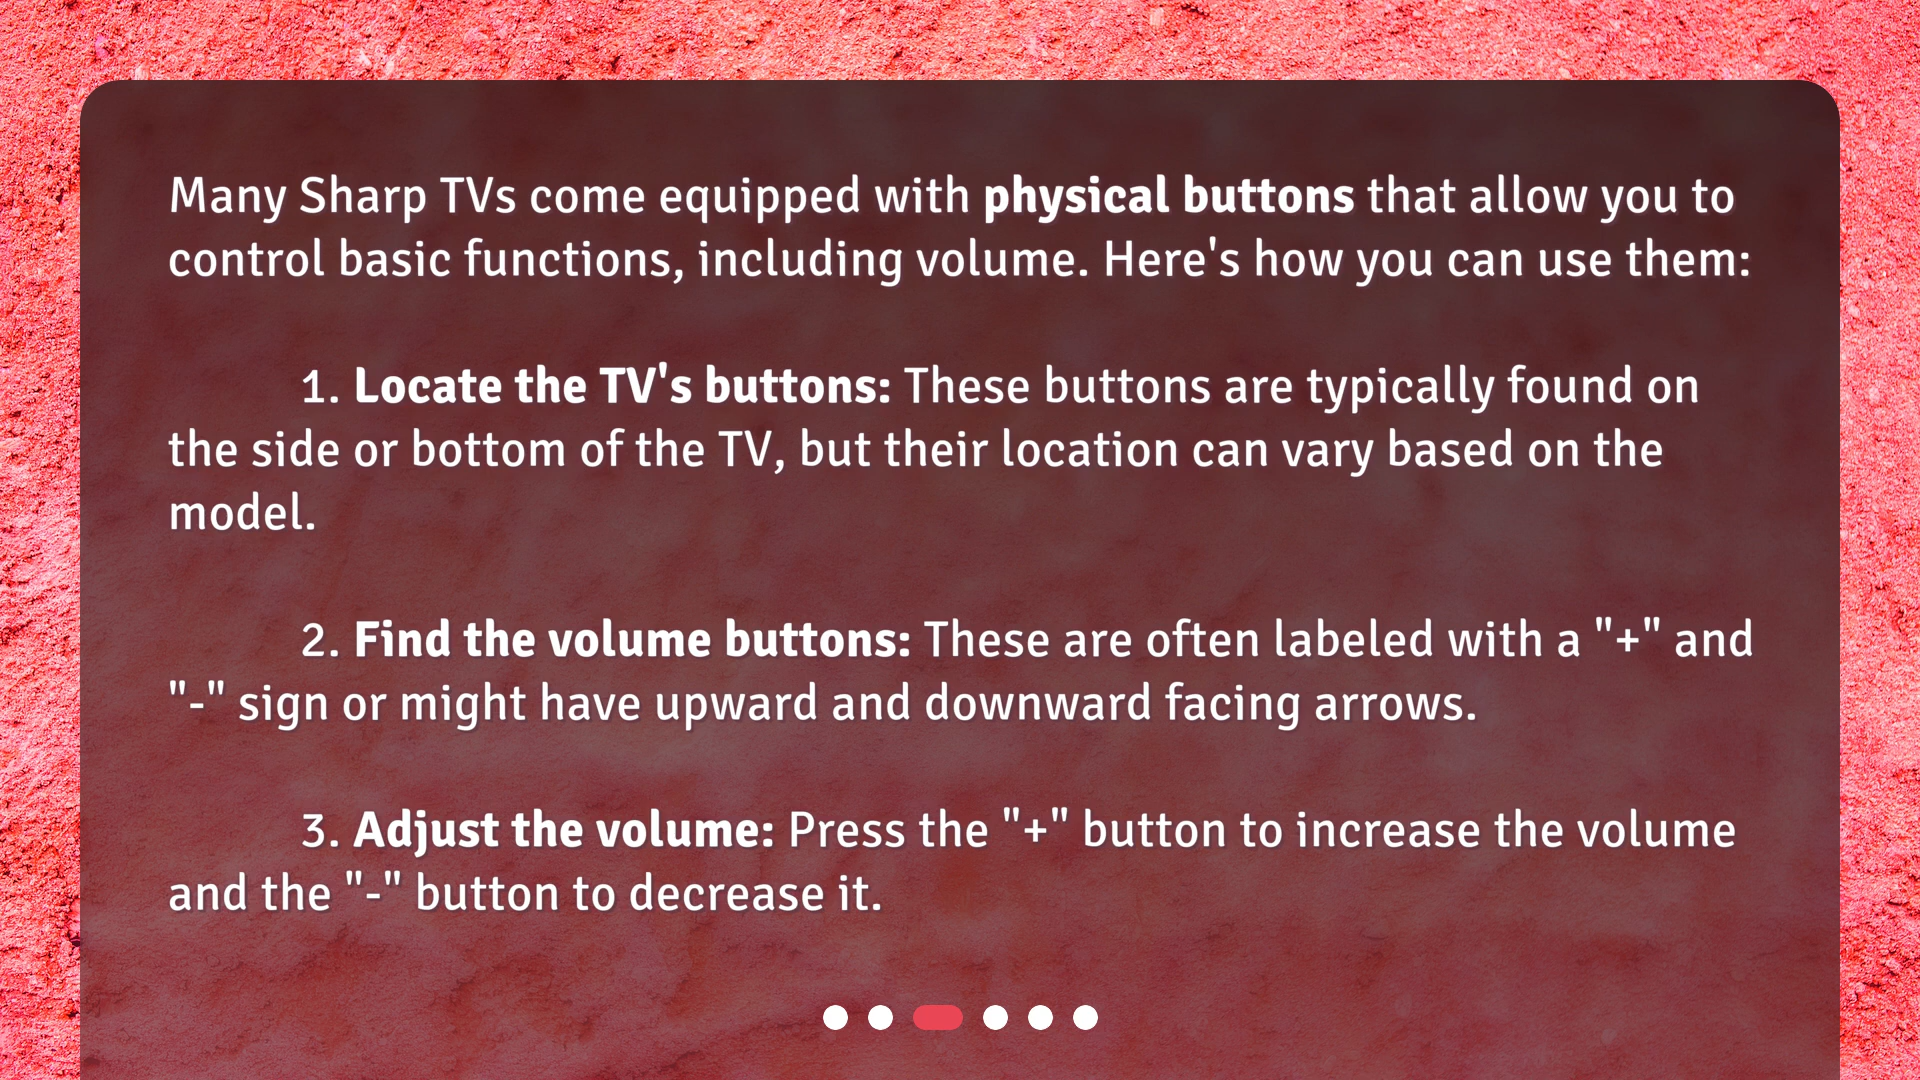 Many Sharp TVs come equipped with physical buttons that allow you to
control basic functions, including volume. Here's how you can use them:
1. Locate the TV's buttons: These buttons are typically found on
the side or bottom of the TV, but their location can vary based on the
model.
2. Find the volume buttons: These are often labeled with a "+" and
"-" sign or might have upward and downward facing arrows.
3. Adjust the volume: Press the "+" button to increase the volume
and the "-" button to decrease it.